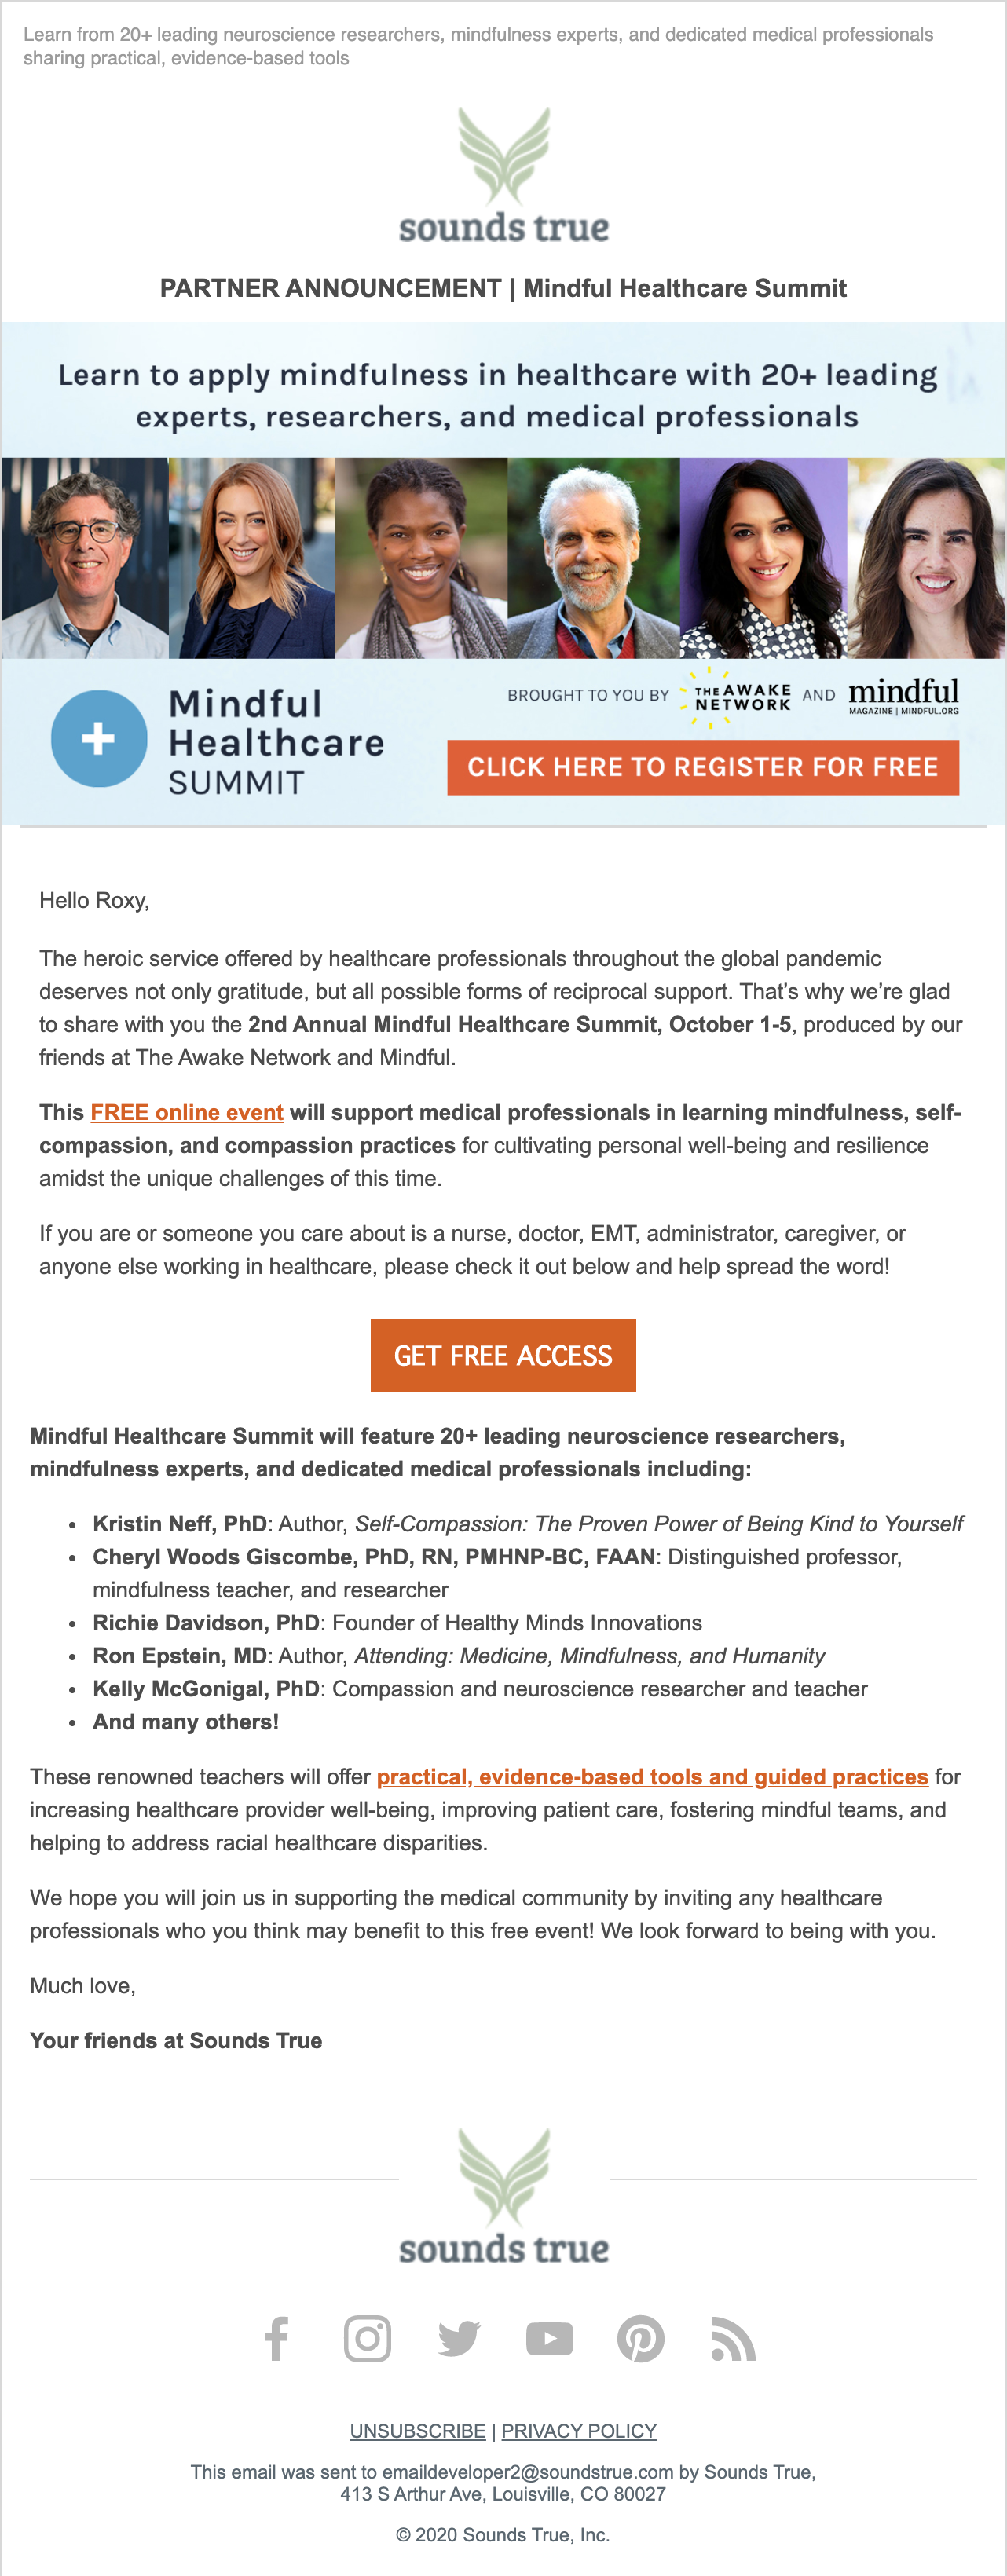 Learn from 20+ leading neuroscience researchers, mindfulness experts, and dedicated medical professionals
sharing practical, evidence-based tools
sounds true
PARTNER ANNOUNCEMENT | Mindful Healthcare Summit
Learn to apply mindfulness in healthcare with 20+ leading
experts, researchers, and medical professionals
Mindful
Healthcare
SUMMIT
BROUGHT TO YOU BY THE AWAKE NETWORK AND mindful
MAGAZINE | MINDFUL.ORG
CLICK HERE TO REGISTER FOR FREE
Hello Roxy,
The heroic service offered by healthcare professionals throughout the global pandemic
deserves not only gratitude, but all possible forms of reciprocal support. That’s why we’re glad
to share with you the 2nd Annual Mindful Healthcare Summit, October 1-5, produced by our
friends at The Awake Network and Mindful.
This FREE online event will support medical professionals in learning mindfulness, self-
compassion, and compassion practices for cultivating personal well-being and resilience
amidst the unique challenges of this time.
If you are or someone you care about is a nurse, doctor, EMT, administrator, caregiver, or
anyone else working in healthcare, please check it out below and help spread the word!
GET FREE ACCESS
Mindful Healthcare Summit will feature 20+ leading neuroscience researchers,
mindfulness experts, and dedicated medical professionals including:
• Kristin Neff, PhD: Author, Self-Compassion: The Proven Power of Being Kind to Yourself
• Cheryl Woods Giscombe, PhD, RN, PMHNP-BC, FAAN: Distinguished professor,
mindfulness teacher, and researcher
• Richie Davidson, PhD: Founder of Healthy Minds Innovations
• Ron Epstein, MD: Author, Attending: Medicine, Mindfulness, and Humanity
• Kelly McGonigal, PhD: Compassion and neuroscience researcher and teacher
• And many others!
These renowned teachers will offer practical, evidence-based tools and guided practices for
increasing healthcare provider well-being, improving patient care, fostering mindful teams, and
helping to address racial healthcare disparities.
We hope you will join us in supporting the medical community by inviting any healthcare
professionals who you think may benefit to this free event! We look forward to being with you.
Much love,
Your friends at Sounds True
sounds true
UNSUBSCRIBE | PRIVACY POLICY
This email was sent to emaildeveloper2@soundstrue.com by Sounds True,
413 S Arthur Ave, Louisville, CO 80027
© 2020 Sounds True, Inc.